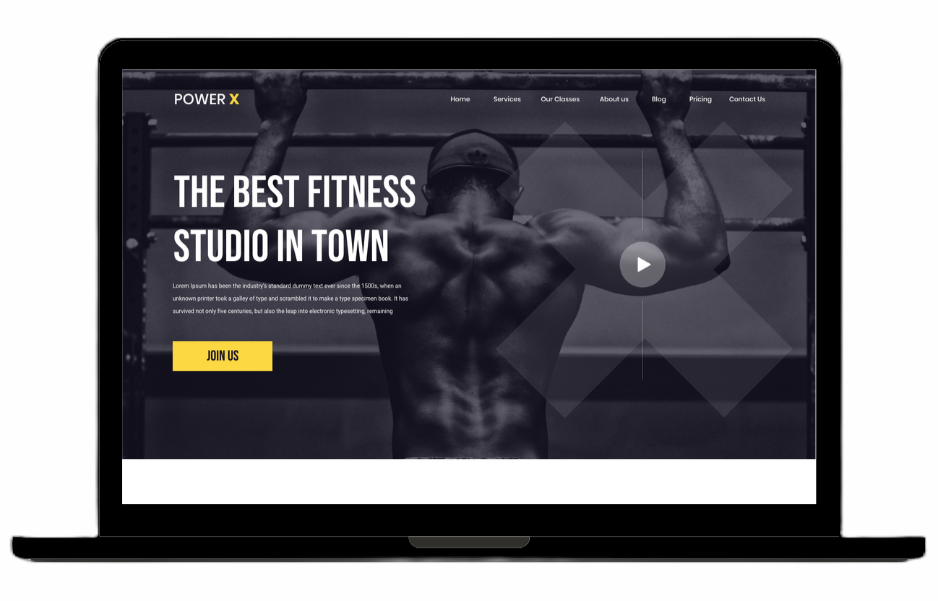 POWER X
Home Services Our Classes About us Blog Pricing Contact Us
THE BEST FITNESS
STUDIO IN TOWN
Lorem Ipsum has been the industry's standard dummy text ever since the 1500s, when an
unknown printer took a galley of type and scrambled it to make a type specimen book. It has
survived not only five centuries, but also the leap into electronic typesetting, remaining
JOIN US